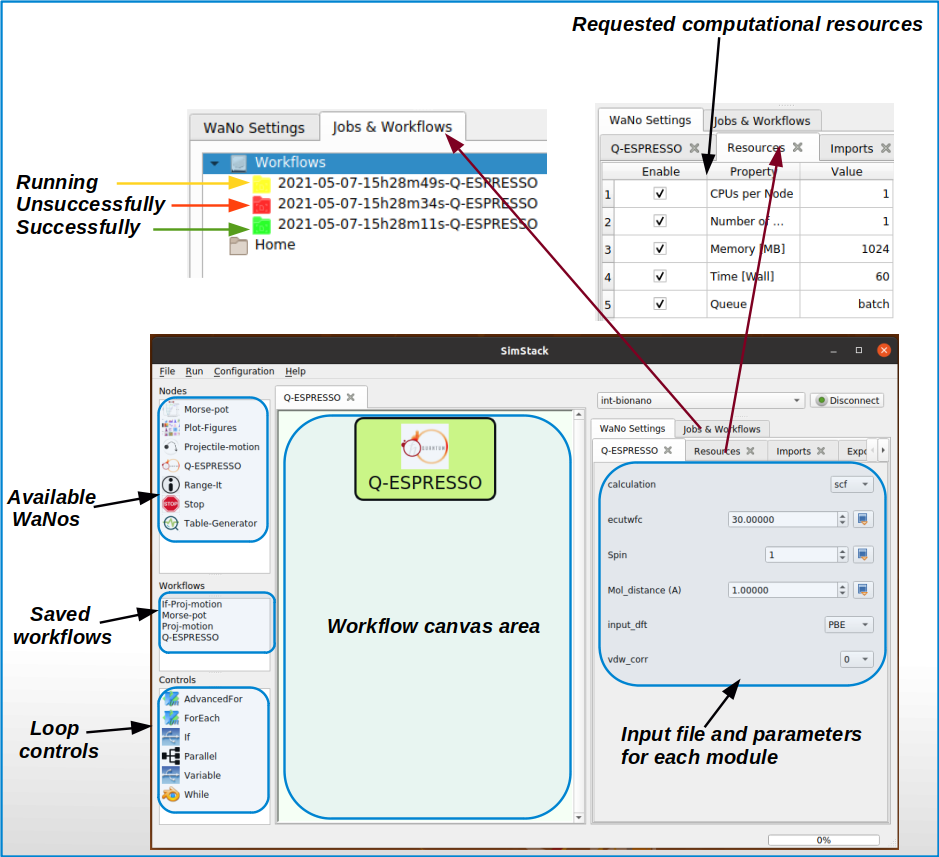 Requested computational resources
WaNo Settings
Jobs & Workflows
Workflows
Running
2021-05-07-15h28m49s-Q-ESPRESSO
Unsuccessfully
2021-05-07-15h28m34s-Q-ESPRESSO
Successfully
2021-05-07-15h28m11s-Q-ESPRESSO
Home
WaNo Settings
Jobs & Workflows
Q-ESPRESSO
Resources
Imports
Enable Property Value
1 CPUs per Node 1
2 Number of ... 1
3 Memory [MB] 1024
4 Time [Wall] 60
5 Queue batch
SimStack
File Run Configuration Help
Nodes
Morse-pot
Plot-Figures
Projectile-motion
Q-ESPRESSO
Range-It
STOP Stop
Table-Generator
Available
WaNos
Workflows
If-Proj-motion
Morse-pot
Proj-motion
Q-ESPRESSO
Saved
workflows
Controls
AdvancedFor
ForEach
If
Parallel
Variable
While
Loop
controls
Q-ESPRESSO
QUANTUM
Q-ESPRESSO
Workflow canvas area
int-bionano
Disconnect
WaNo Settings
Jobs & Workflows
Q-ESPRESSO
Resources
Imports
Expo
calculation scf
ecutwfc 30.00000
Spin 1
Mol_distance (A) 1.00000
input_dft PBE
vdw_corr 0
Input file and parameters
for each module
0%